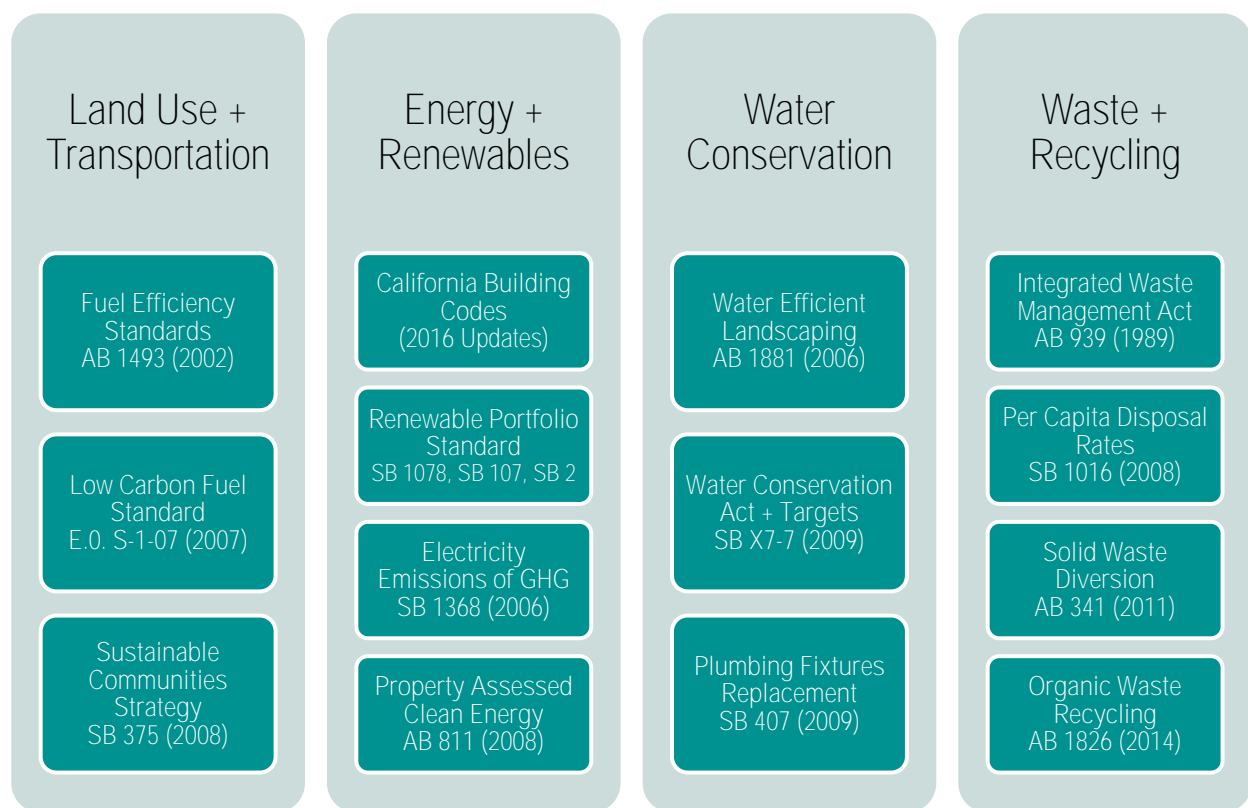 Land Use +
Transportation
Fuel Efficiency
Standards
AB 1493 (2002)
Low Carbon Fuel
Standard
E.0. S-1-07 (2007)
Sustainable
Communities
Strategy
SB 375 (2008)
Energy +
Renewables
California Building
Codes
(2016 Updates)
Renewable Portfolio
Standard
SB 1078, SB 107, SB 2
Electricity
Emissions of GHG
SB 1368 (2006)
Property Assessed
Clean Energy
AB 811 (2008)
Water
Conservation
Water Efficient
Landscaping
AB 1881 (2006)
Water Conservation
Act + Targets
SB X7-7 (2009)
Plumbing Fixtures
Replacement
SB 407 (2009)
Waste +
Recycling
Integrated Waste
Management Act
AB 939 (1989)
Per Capita Disposal
Rates
SB 1016 (2008)
Solid Waste
Diversion
AB 341 (2011)
Organic Waste
Recycling
AB 1826 (2014)